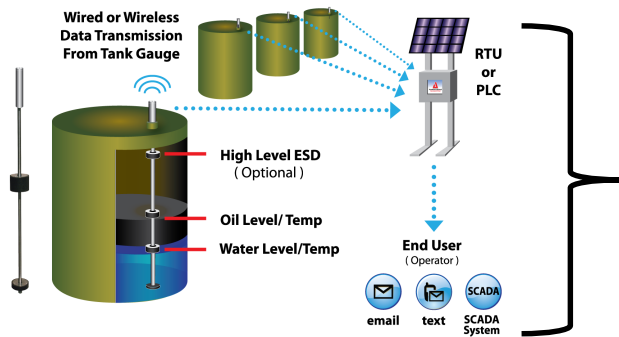 Wired or Wireless
Data Transmission
From Tank Gauge
RTU
or
PLC
High Level ESD
( Optional )
Oil Level/ Temp
Water Level/Temp
End User
( Operator )
SCADA
email
text
SCADA
System